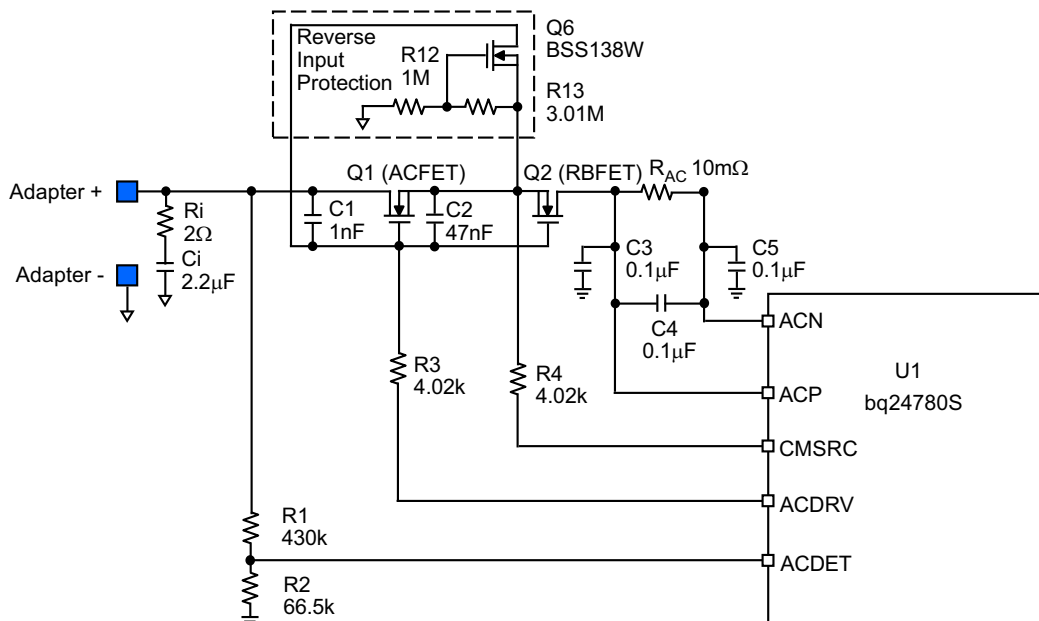 Reverse
Input
Protection
R12
1M
Q6
BSS138W
R13
3.01M
Adapter +
Q1 (ACFET)
Q2 (RBFET)
RAC 10mΩ
Ri
2Ω
Ci
2.2μF
C1
1nF
C2
47nF
Adapter -
C3
0.1μF
C5
0.1μF
C4
0.1μF
ACN
R3
4.02k
R4
4.02k
U1
bq24780S
ACP
CMSRC
ACDRV
R1
430k
ACDET
R2
66.5k